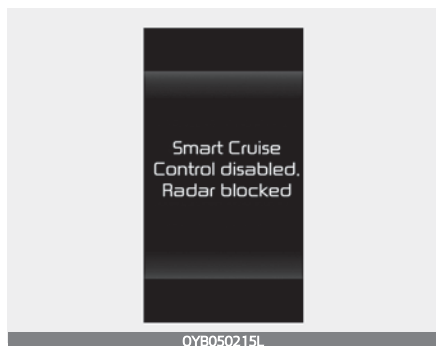 Smart Cruise
Control disabled,
Radar blocked
OYB050215L